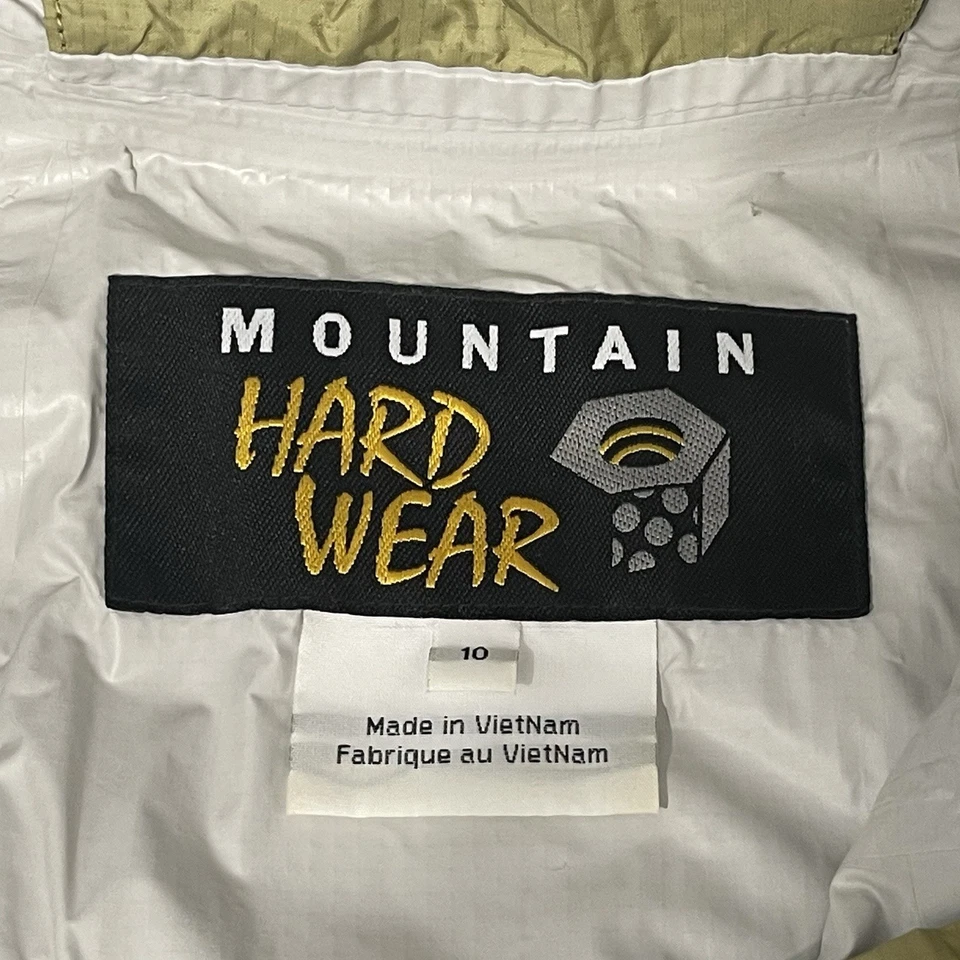 MOUNTAIN
HARD
WEAR
10
Made in VietNam
Fabrique au VietNam